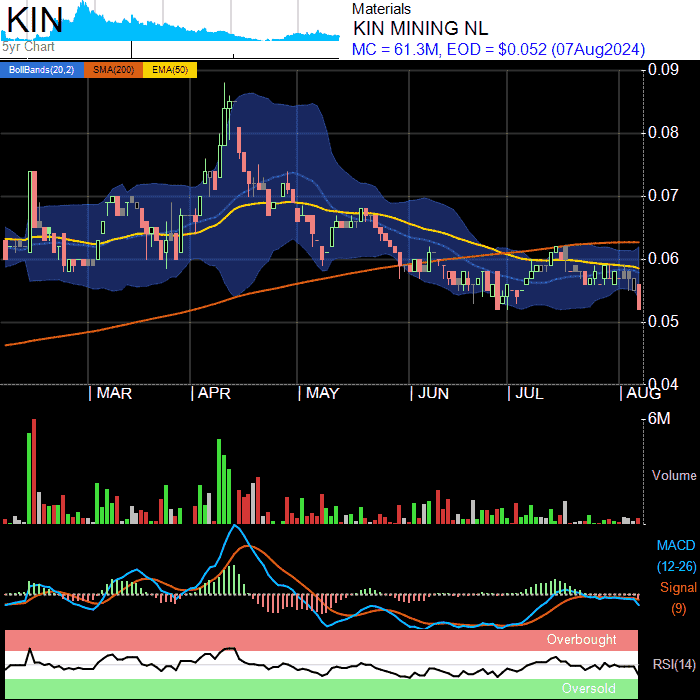 KIN
5yr Chart
Materials
KIN MINING NL
MC = 61.3M, EOD = $0.052 (07Aug2024)
BollBands(20,2) SMA(200) EMA(50)
0.09
0.08
0.07
0.06
0.05
0.04
MAR APR MAY JUN JUL AUG
6M
Volume
MACD
(12-26)
Signal
(9)
Overbought
RSI(14)
Oversold